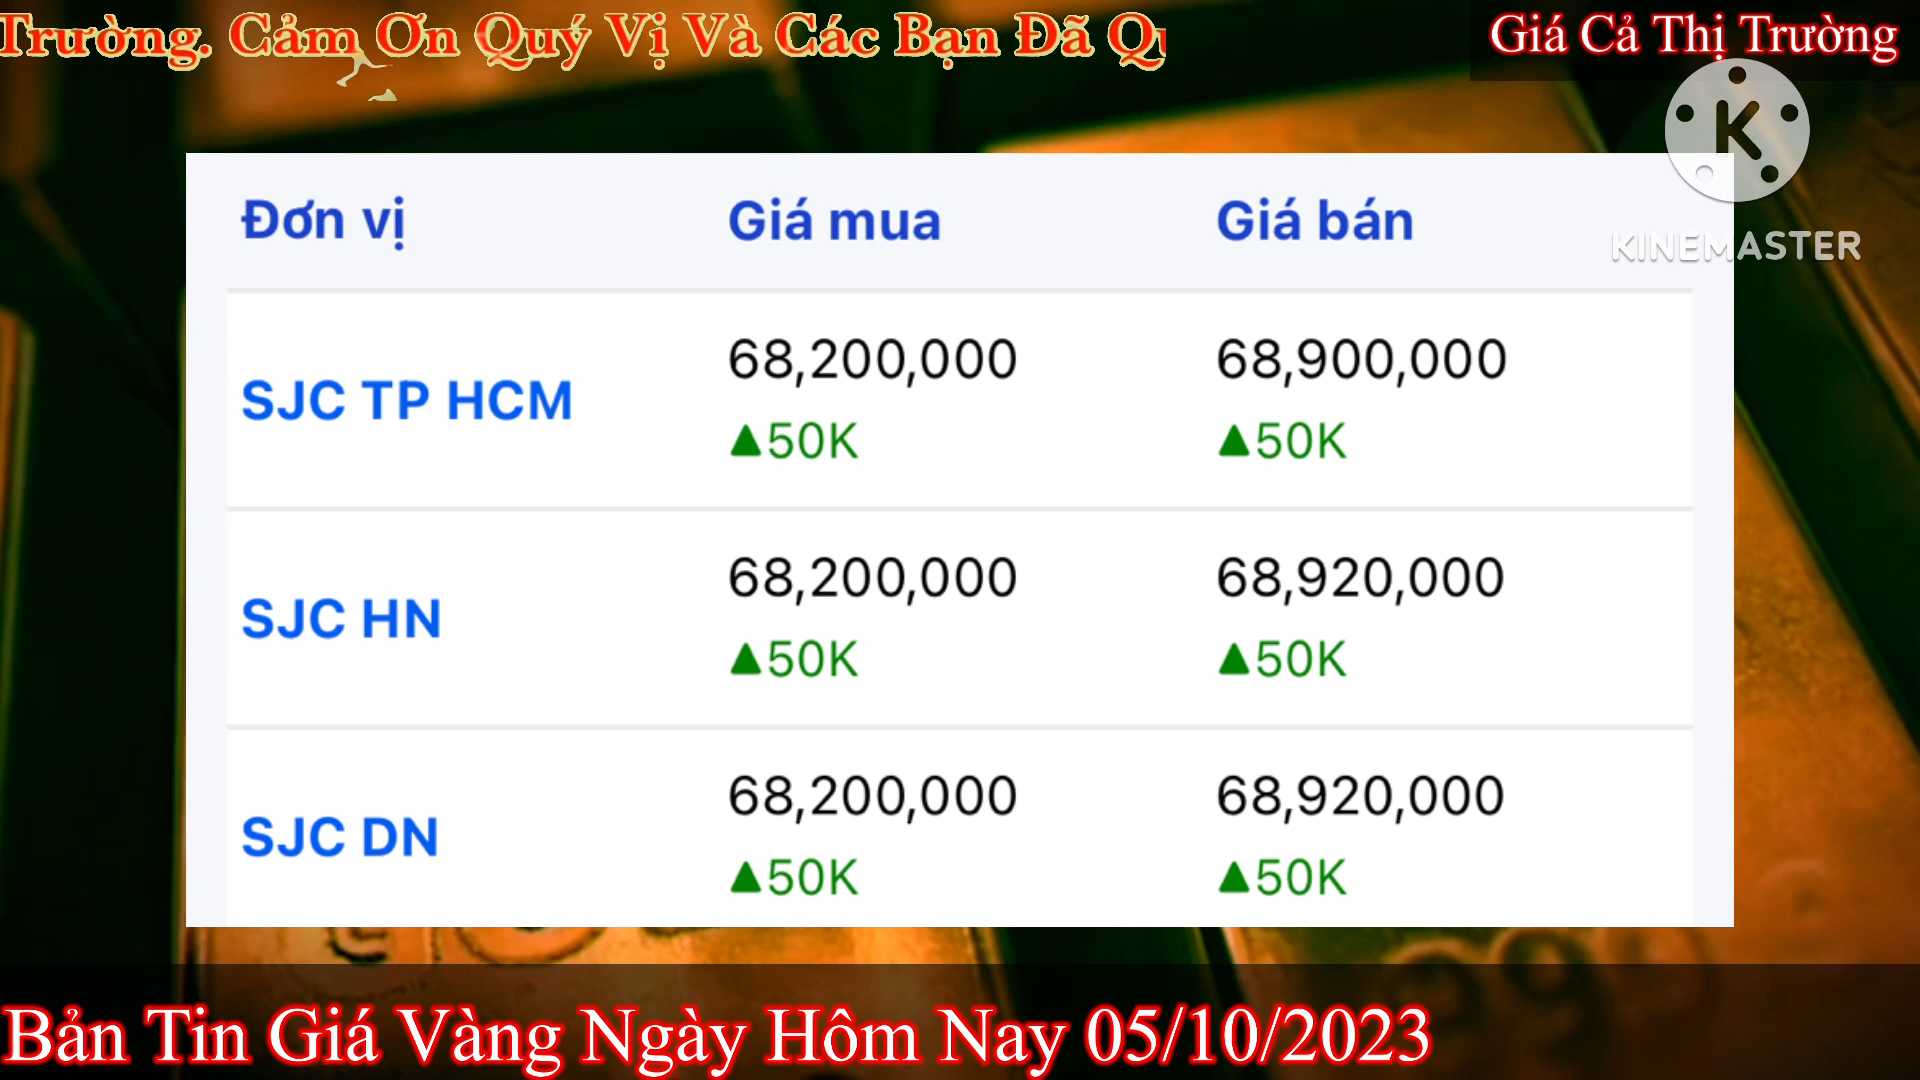 Trường. Cảm Ơn Quý Vị Và Các Bạn Đã
Giá Cả Thị Trường
K
KINEMASTER
Đơn vị Giá mua Giá bán
SJC TP HCM 68,200,000 68,900,000
▲50K ▲50K
SJC HN 68,200,000 68,920,000
▲50K ▲50K
SJC DN 68,200,000 68,920,000
▲50K ▲50K
Bản Tin Giá Vàng Ngày Hôm Nay 05/10/2023